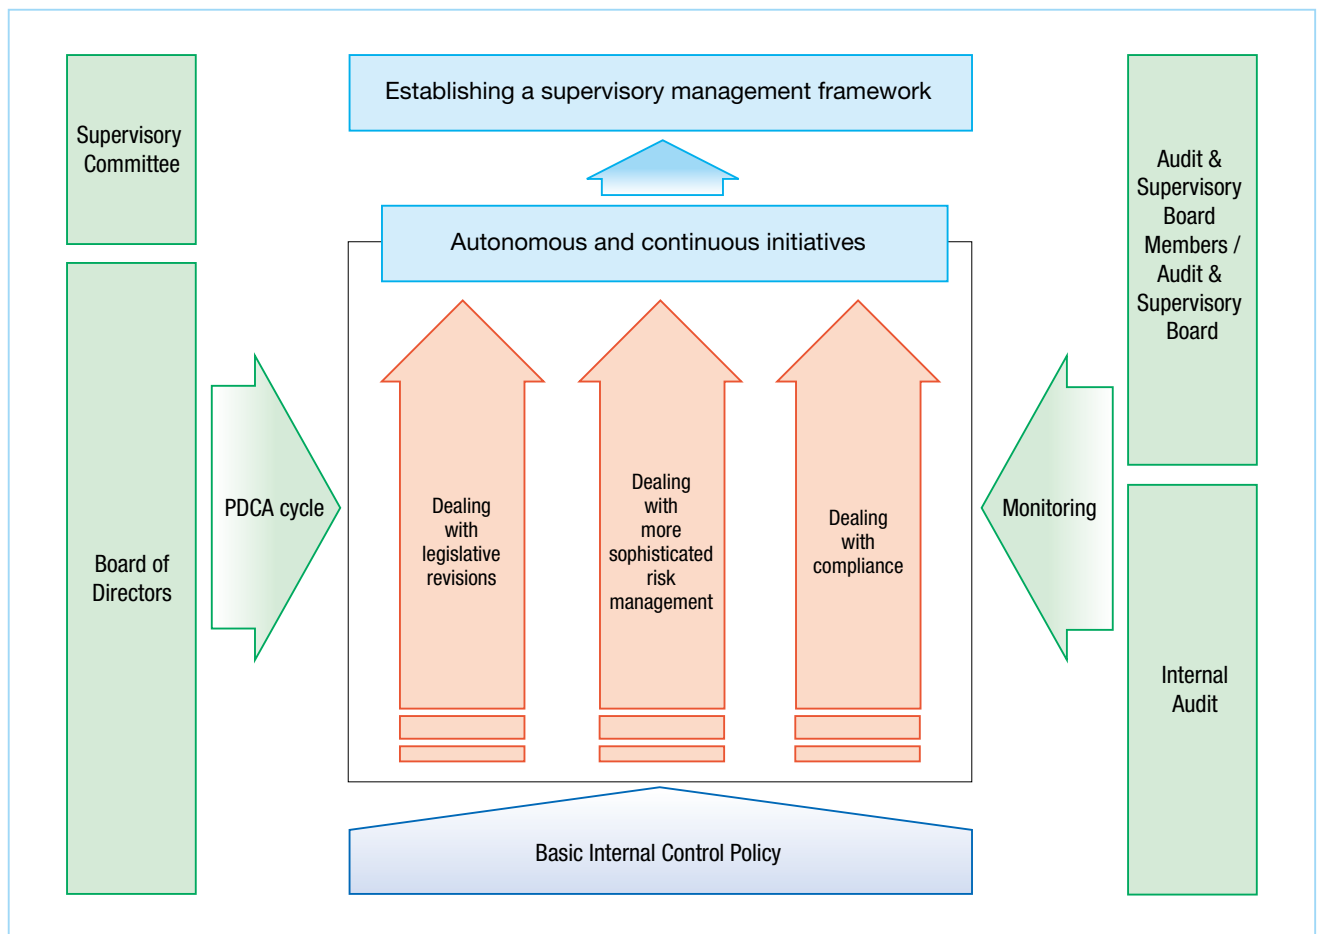 Establishing a supervisory management framework
Supervisory
Committee
Board of
Directors
PDCA cycle
Autonomous and continuous initiatives
Dealing
with
legislative
revisions
Dealing
with
more
sophisticated
risk
management
Dealing
with
compliance
Basic Internal Control Policy
Monitoring
Audit &
Supervisory
Board
Members /
Audit &
Supervisory
Board
Internal
Audit